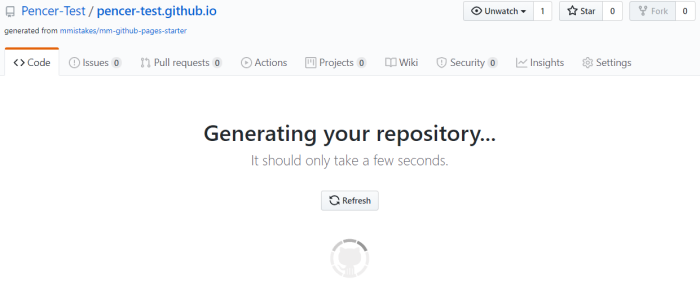 Pencer-Test / pencer-test.github.io
Unwatch 1
Star 0
Fork 0
generated from mmistakes/mm-github-pages-starter
Code
Issues 0
Pull requests 0
Actions
Projects 0
Wiki
Security 0
Insights
Settings
Generating your repository...
It should only take a few seconds.
Refresh